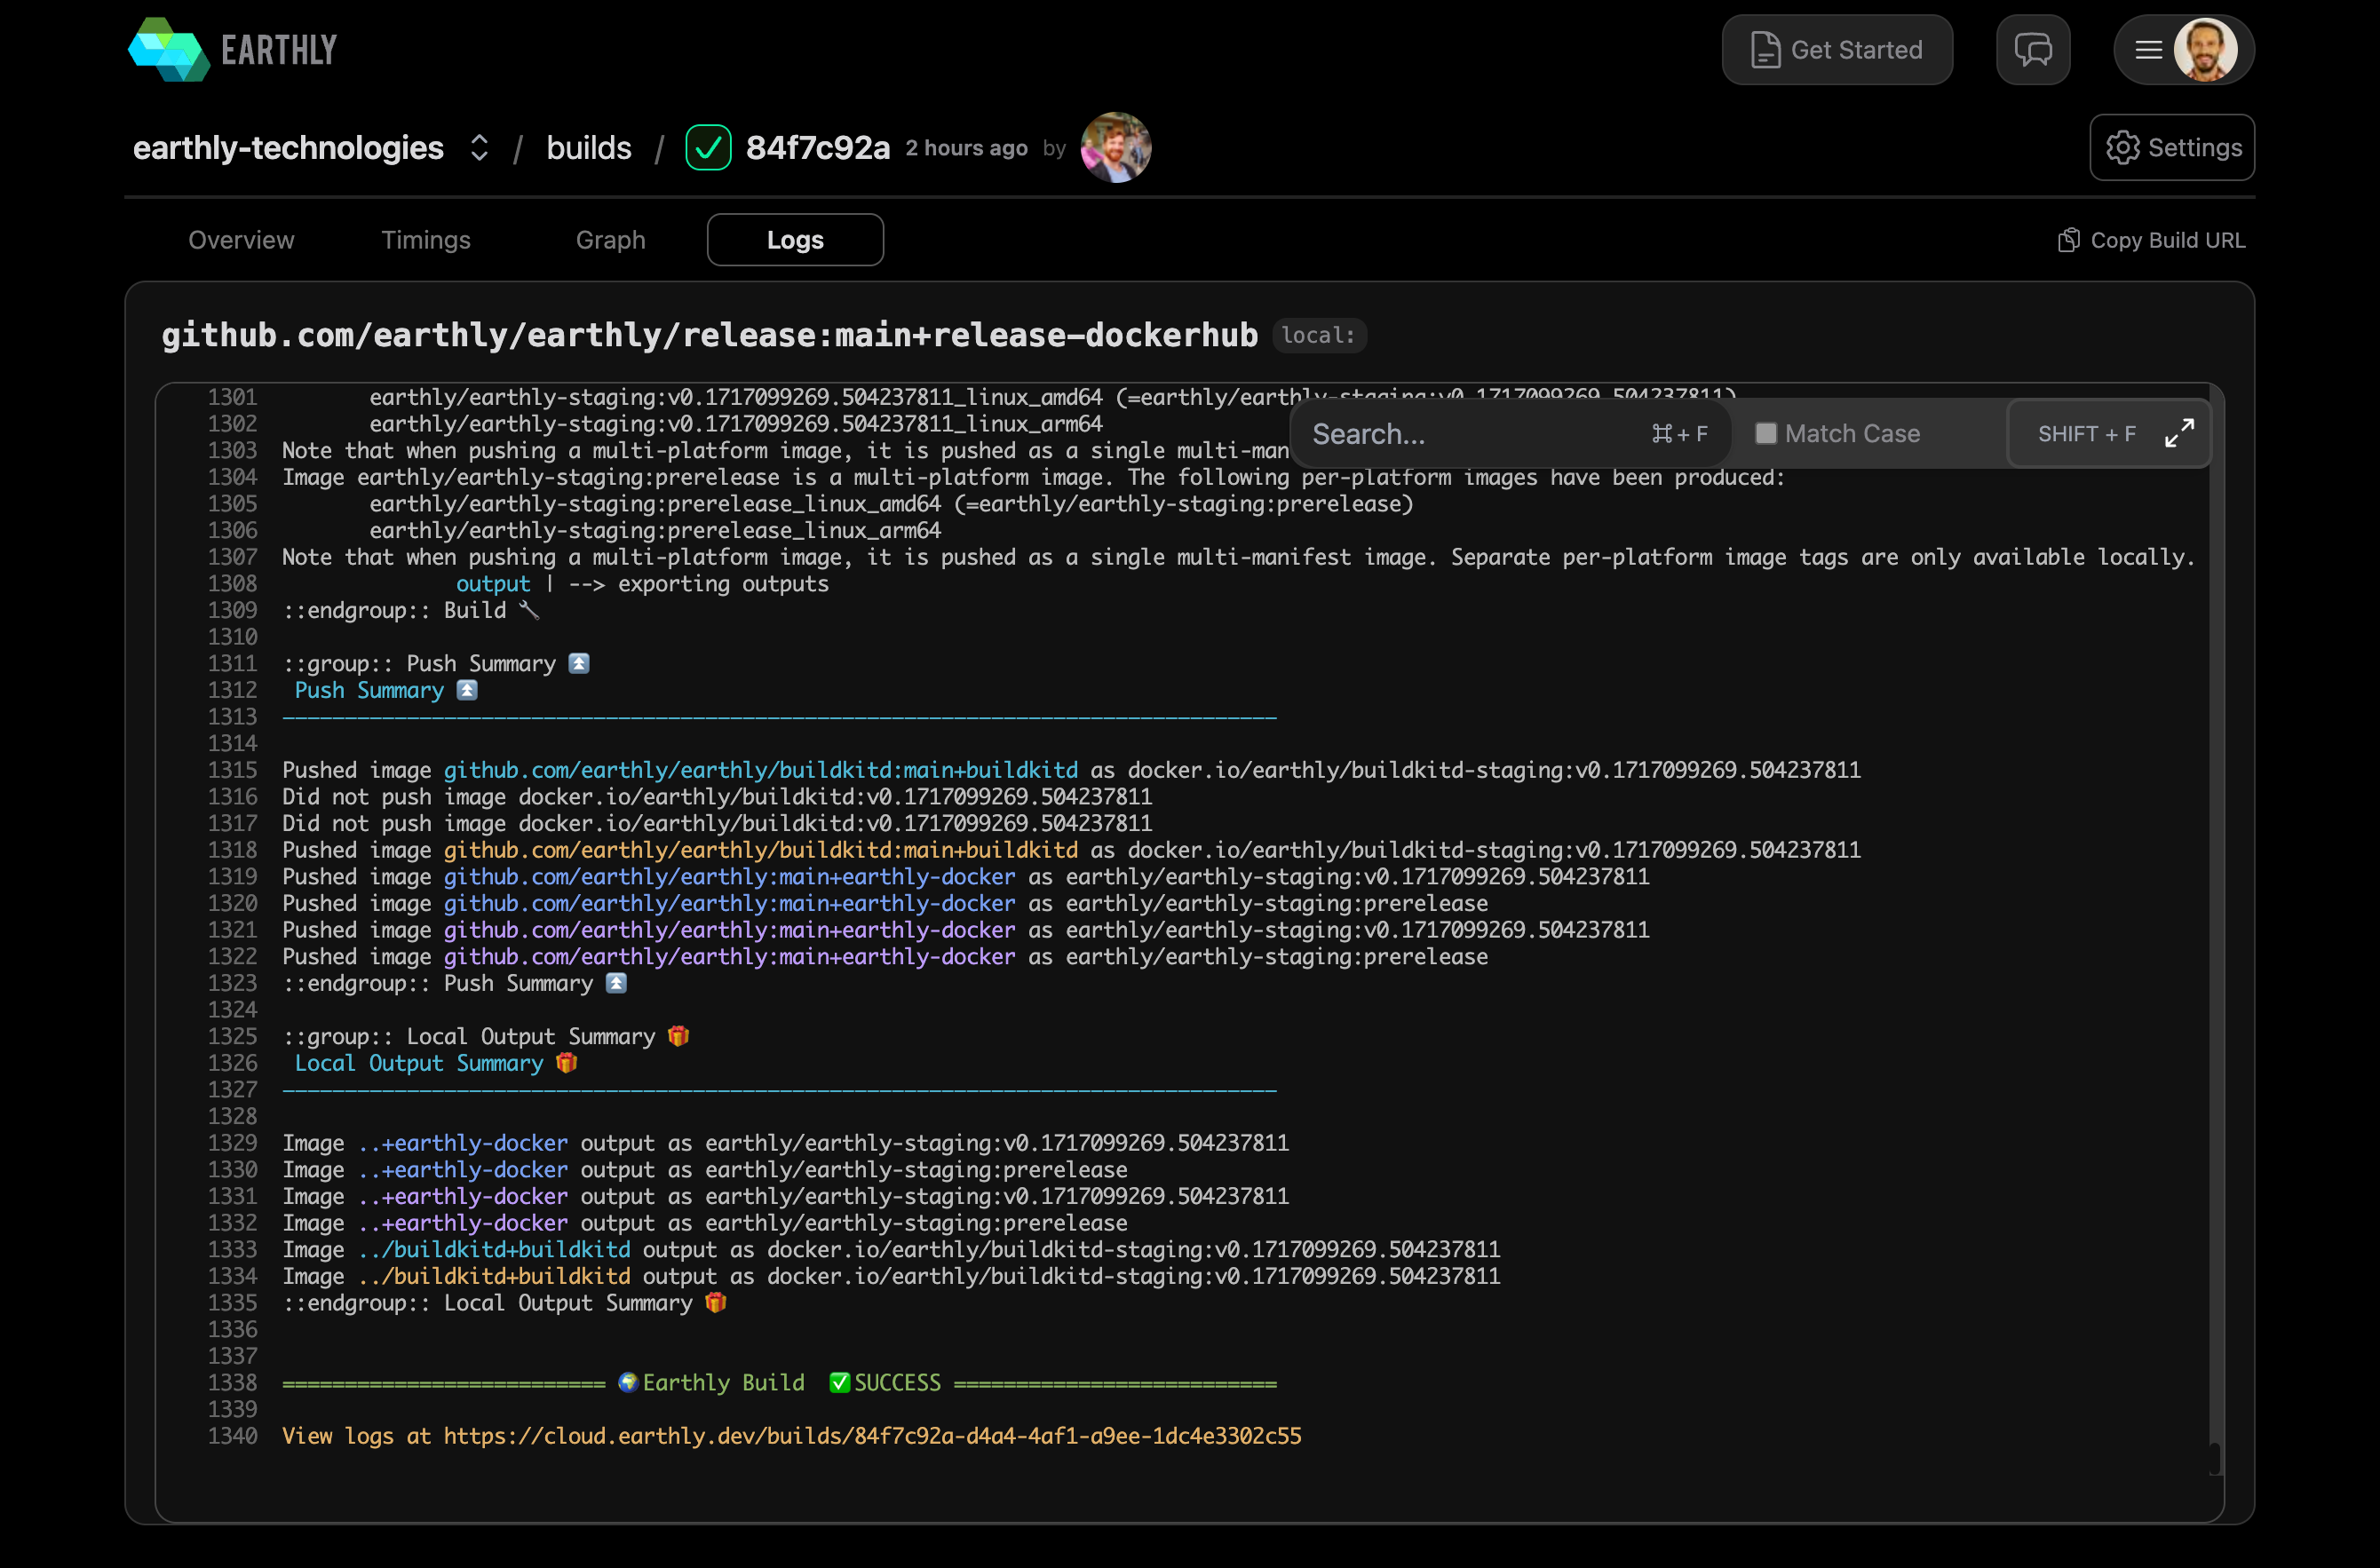 EARTHLY
Get Started
earthly-technologies / builds / 84f7c92a 2 hours ago by
Settings
Overview Timings Graph Logs
Copy Build URL
github.com/earthly/earthly/release:main+release-dockerhub local:
Search... ⌘+ F Match Case SHIFT + F
1301 earthly/earthly-staging:v0.1717099269.504237811_linux_amd64 (=earthly/earthly-staging:v0.1717099269.504237811)
1302 earthly/earthly-staging:v0.1717099269.504237811_linux_arm64
1303 Note that when pushing a multi-platform image, it is pushed as a single multi-man
1304 Image earthly/earthly-staging:prerelease is a multi-platform image. The following per-platform images have been produced:
1305 earthly/earthly-staging:prerelease_linux_amd64 (=earthly/earthly-staging:prerelease)
1306 earthly/earthly-staging:prerelease_linux_arm64
1307 Note that when pushing a multi-platform image, it is pushed as a single multi-manifest image. Separate per-platform image tags are only available locally.
1308 output | --> exporting outputs
1309 ::endgroup:: Build 🔧
1310
1311 ::group:: Push Summary ⏫
1312 Push Summary ⏫
1313 ————————————————————————————————————————————————————————————————————————————————
1314
1315 Pushed image github.com/earthly/earthly/buildkitd:main+buildkitd as docker.io/earthly/buildkitd-staging:v0.1717099269.504237811
1316 Did not push image docker.io/earthly/buildkitd:v0.1717099269.504237811
1317 Did not push image docker.io/earthly/buildkitd:v0.1717099269.504237811
1318 Pushed image github.com/earthly/earthly/buildkitd:main+buildkitd as docker.io/earthly/buildkitd-staging:v0.1717099269.504237811
1319 Pushed image github.com/earthly/earthly:main+earthly-docker as earthly/earthly-staging:v0.1717099269.504237811
1320 Pushed image github.com/earthly/earthly:main+earthly-docker as earthly/earthly-staging:prerelease
1321 Pushed image github.com/earthly/earthly:main+earthly-docker as earthly/earthly-staging:v0.1717099269.504237811
1322 Pushed image github.com/earthly/earthly:main+earthly-docker as earthly/earthly-staging:prerelease
1323 ::endgroup:: Push Summary ⏫
1324
1325 ::group:: Local Output Summary 🎁
1326 Local Output Summary 🎁
1327 ————————————————————————————————————————————————————————————————————————————————
1328
1329 Image ..+earthly-docker output as earthly/earthly-staging:v0.1717099269.504237811
1330 Image ..+earthly-docker output as earthly/earthly-staging:prerelease
1331 Image ..+earthly-docker output as earthly/earthly-staging:v0.1717099269.504237811
1332 Image ..+earthly-docker output as earthly/earthly-staging:prerelease
1333 Image ../buildkitd+buildkitd output as docker.io/earthly/buildkitd-staging:v0.1717099269.504237811
1334 Image ../buildkitd+buildkitd output as docker.io/earthly/buildkitd-staging:v0.1717099269.504237811
1335 ::endgroup:: Local Output Summary 🎁
1336
1337
1338 ========================== 🌍Earthly Build ✅SUCCESS ==========================
1339
1340 View logs at https://cloud.earthly.dev/builds/84f7c92a-d4a4-4af1-a9ee-1dc4e3302c55